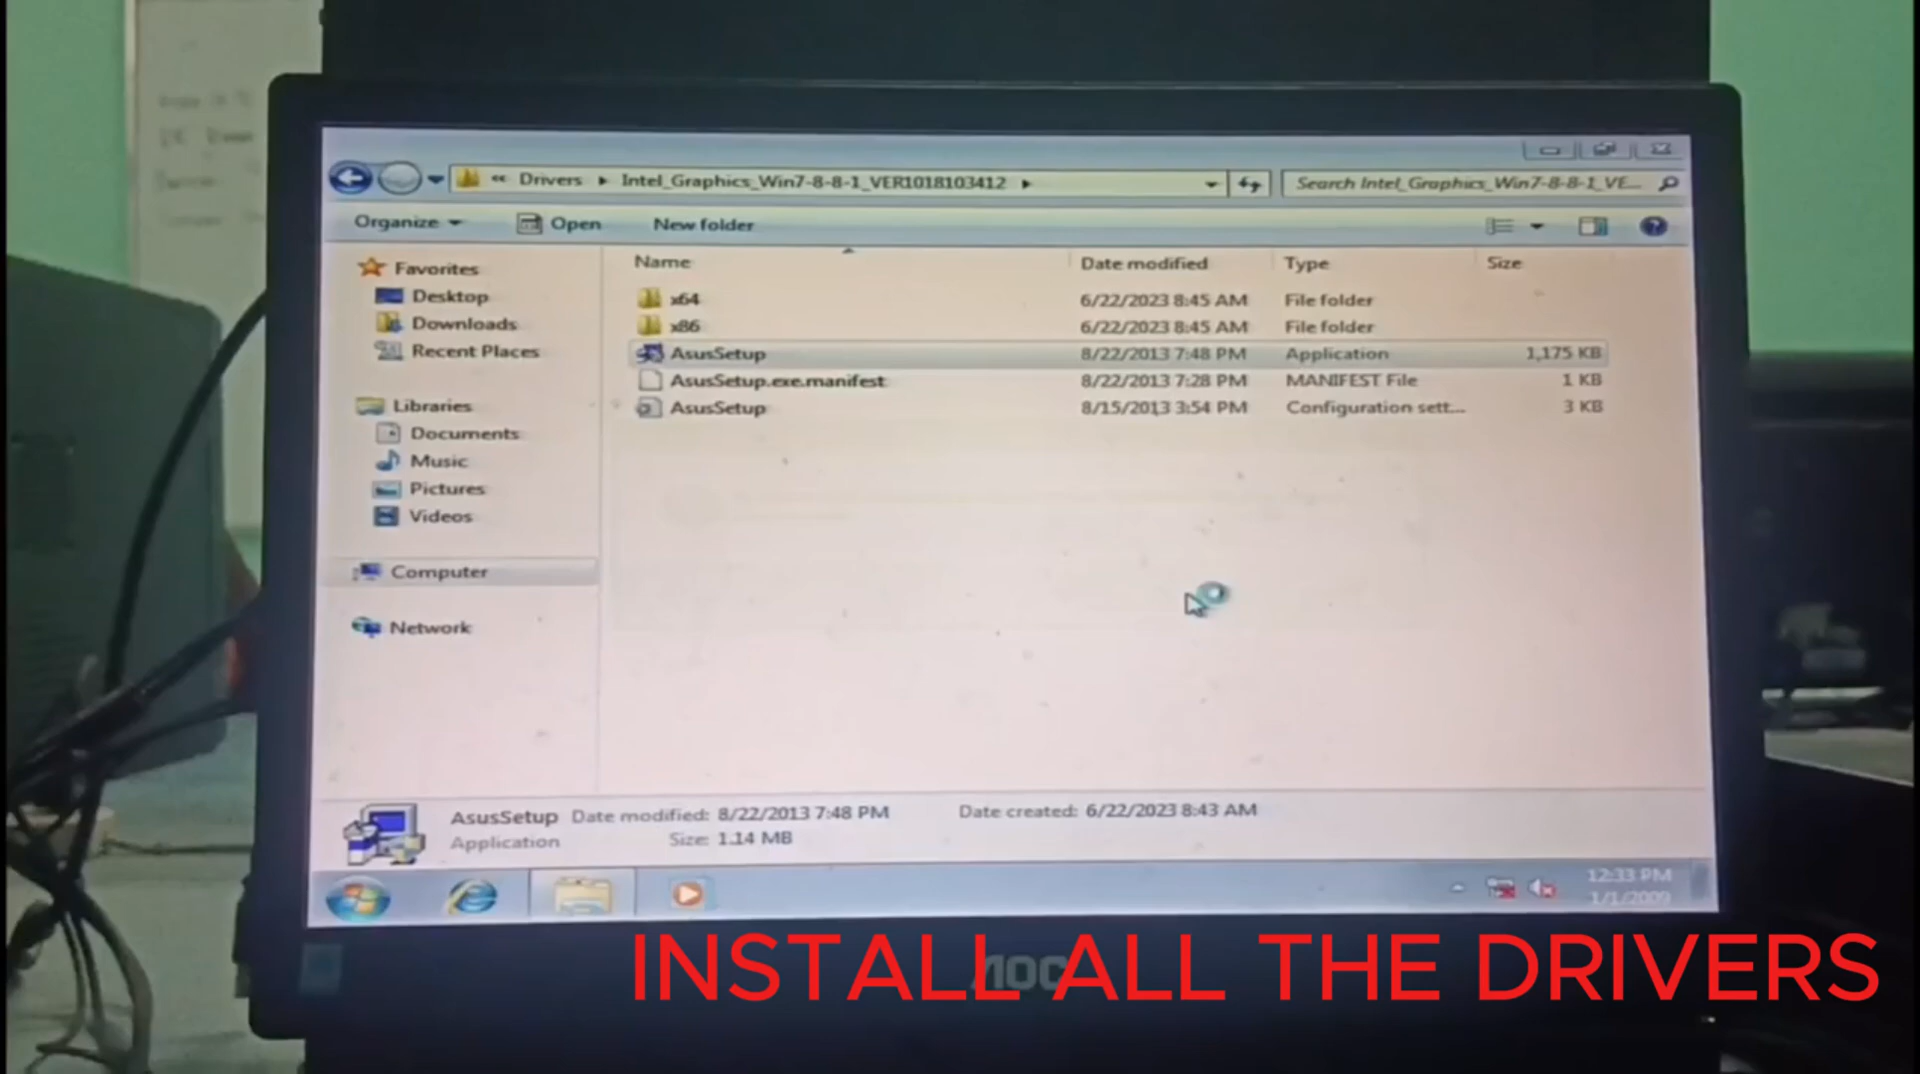 « Drivers ▸ Intel_Graphics_Win7-8-8-1_VER1018103412 ▸
Search Intel_Graphics_Win7-8-8-1_VE...
Organize Open New folder
Name Date modified Type Size
Favorites
Desktop
Downloads
Recent Places
Libraries
Documents
Music
Pictures
Videos
Computer
Network
x64 6/22/2023 8:45 AM File folder
x86 6/22/2023 8:45 AM File folder
AsusSetup 8/22/2013 7:48 PM Application 1,175 KB
AsusSetup.exe.manifest 8/22/2013 7:28 PM MANIFEST File 1 KB
AsusSetup 8/15/2013 3:54 PM Configuration sett... 3 KB
AsusSetup Date modified: 8/22/2013 7:48 PM Date created: 6/22/2023 8:43 AM
Application Size: 1.14 MB
12:33 PM
1/1/2009
AOC
INSTALL ALL THE DRIVERS